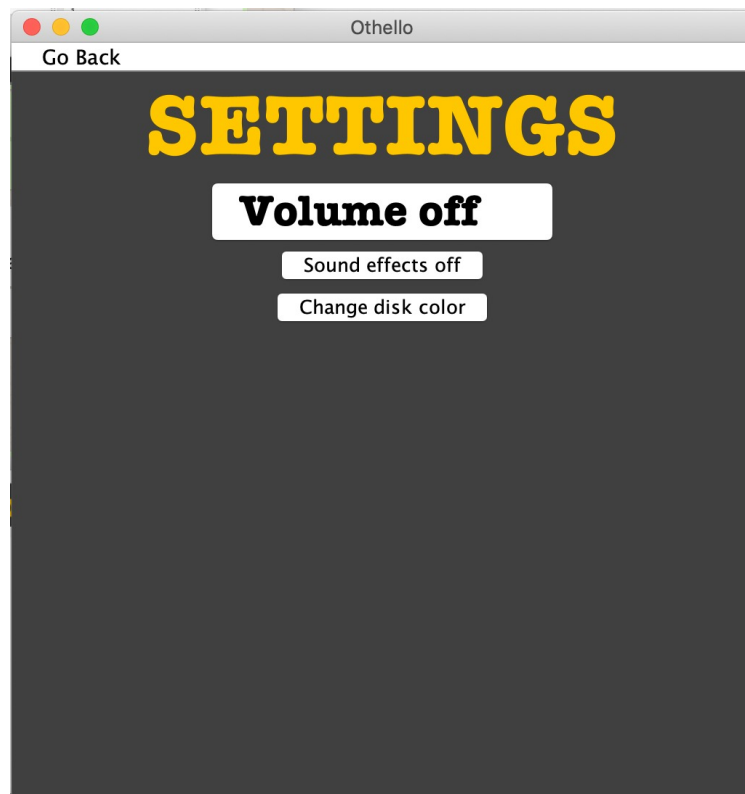 Othello
Go Back
SETTINGS
Volume off
Sound effects off
Change disk color